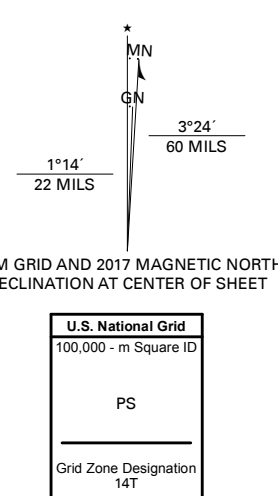 ★
MN
GN
3°24´
60 MILS
1°14´
22 MILS
M GRID AND 2017 MAGNETIC NORTH
ECLINATION AT CENTER OF SHEET
U.S. National Grid
100,000 - m Square ID
PS
Grid Zone Designation
14T